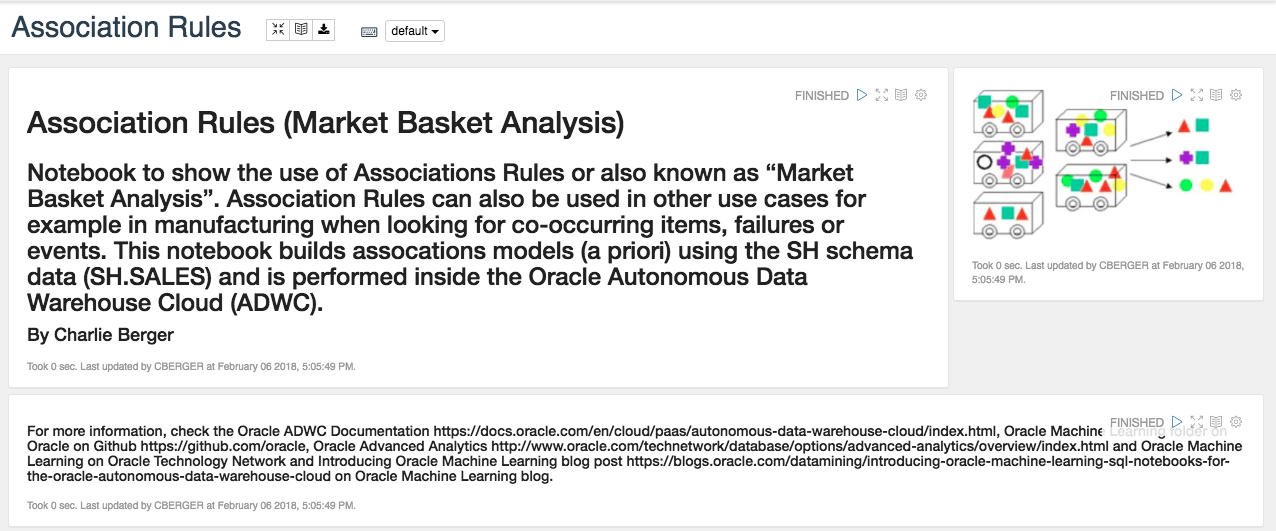 Association Rules
default
FINISHED
Association Rules (Market Basket Analysis)
Notebook to show the use of Associations Rules or also known as “Market
Basket Analysis”. Association Rules can also be used in other use cases for
example in manufacturing when looking for co-occurring items, failures or
events. This notebook builds assocations models (a priori) using the SH schema
data (SH.SALES) and is performed inside the Oracle Autonomous Data
Warehouse Cloud (ADWC).
By Charlie Berger
Took 0 sec. Last updated by CBERGER at February 06 2018, 5:05:49 PM.
FINISHED
Took 0 sec. Last updated by CBERGER at February 06 2018,
5:05:49 PM.
FINISHED
For more information, check the Oracle ADWC Documentation https://docs.oracle.com/en/cloud/paas/autonomous-data-warehouse-cloud/index.html, Oracle Machine Learning folder on
Oracle on Github https://github.com/oracle, Oracle Advanced Analytics http://www.oracle.com/technetwork/database/options/advanced-analytics/overview/index.html and Oracle Machine
Learning on Oracle Technology Network and Introducing Oracle Machine Learning blog post https://blogs.oracle.com/datamining/introducing-oracle-machine-learning-sql-notebooks-for-
the-oracle-autonomous-data-warehouse-cloud on Oracle Machine Learning blog.
Took 0 sec. Last updated by CBERGER at February 06 2018, 5:05:49 PM.